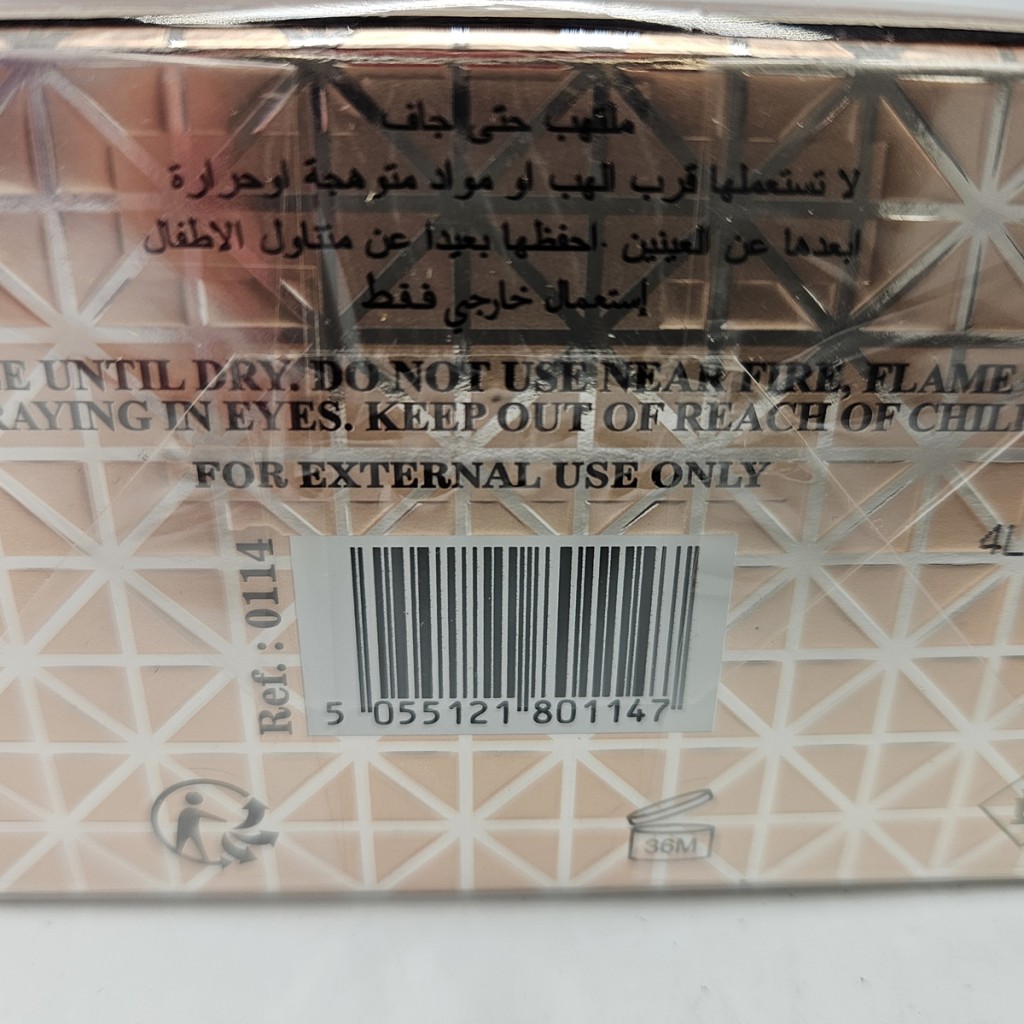 ملتهب حتى اجاف
لا تستعملها قرب الهب او مواد متوهجة اوحرارة
ابعدها عن العينين .احفظها بعيدا عن متناول الاطفال
إستعمال خارجي فقط
UNTIL DRY. DO NOT USE NEAR FIRE, FLAME
IN EYES. KEEP OUT OF REACH OF
FOR EXTERNAL USE ONLY
Ref.: 0114
5 055121 801147
36M